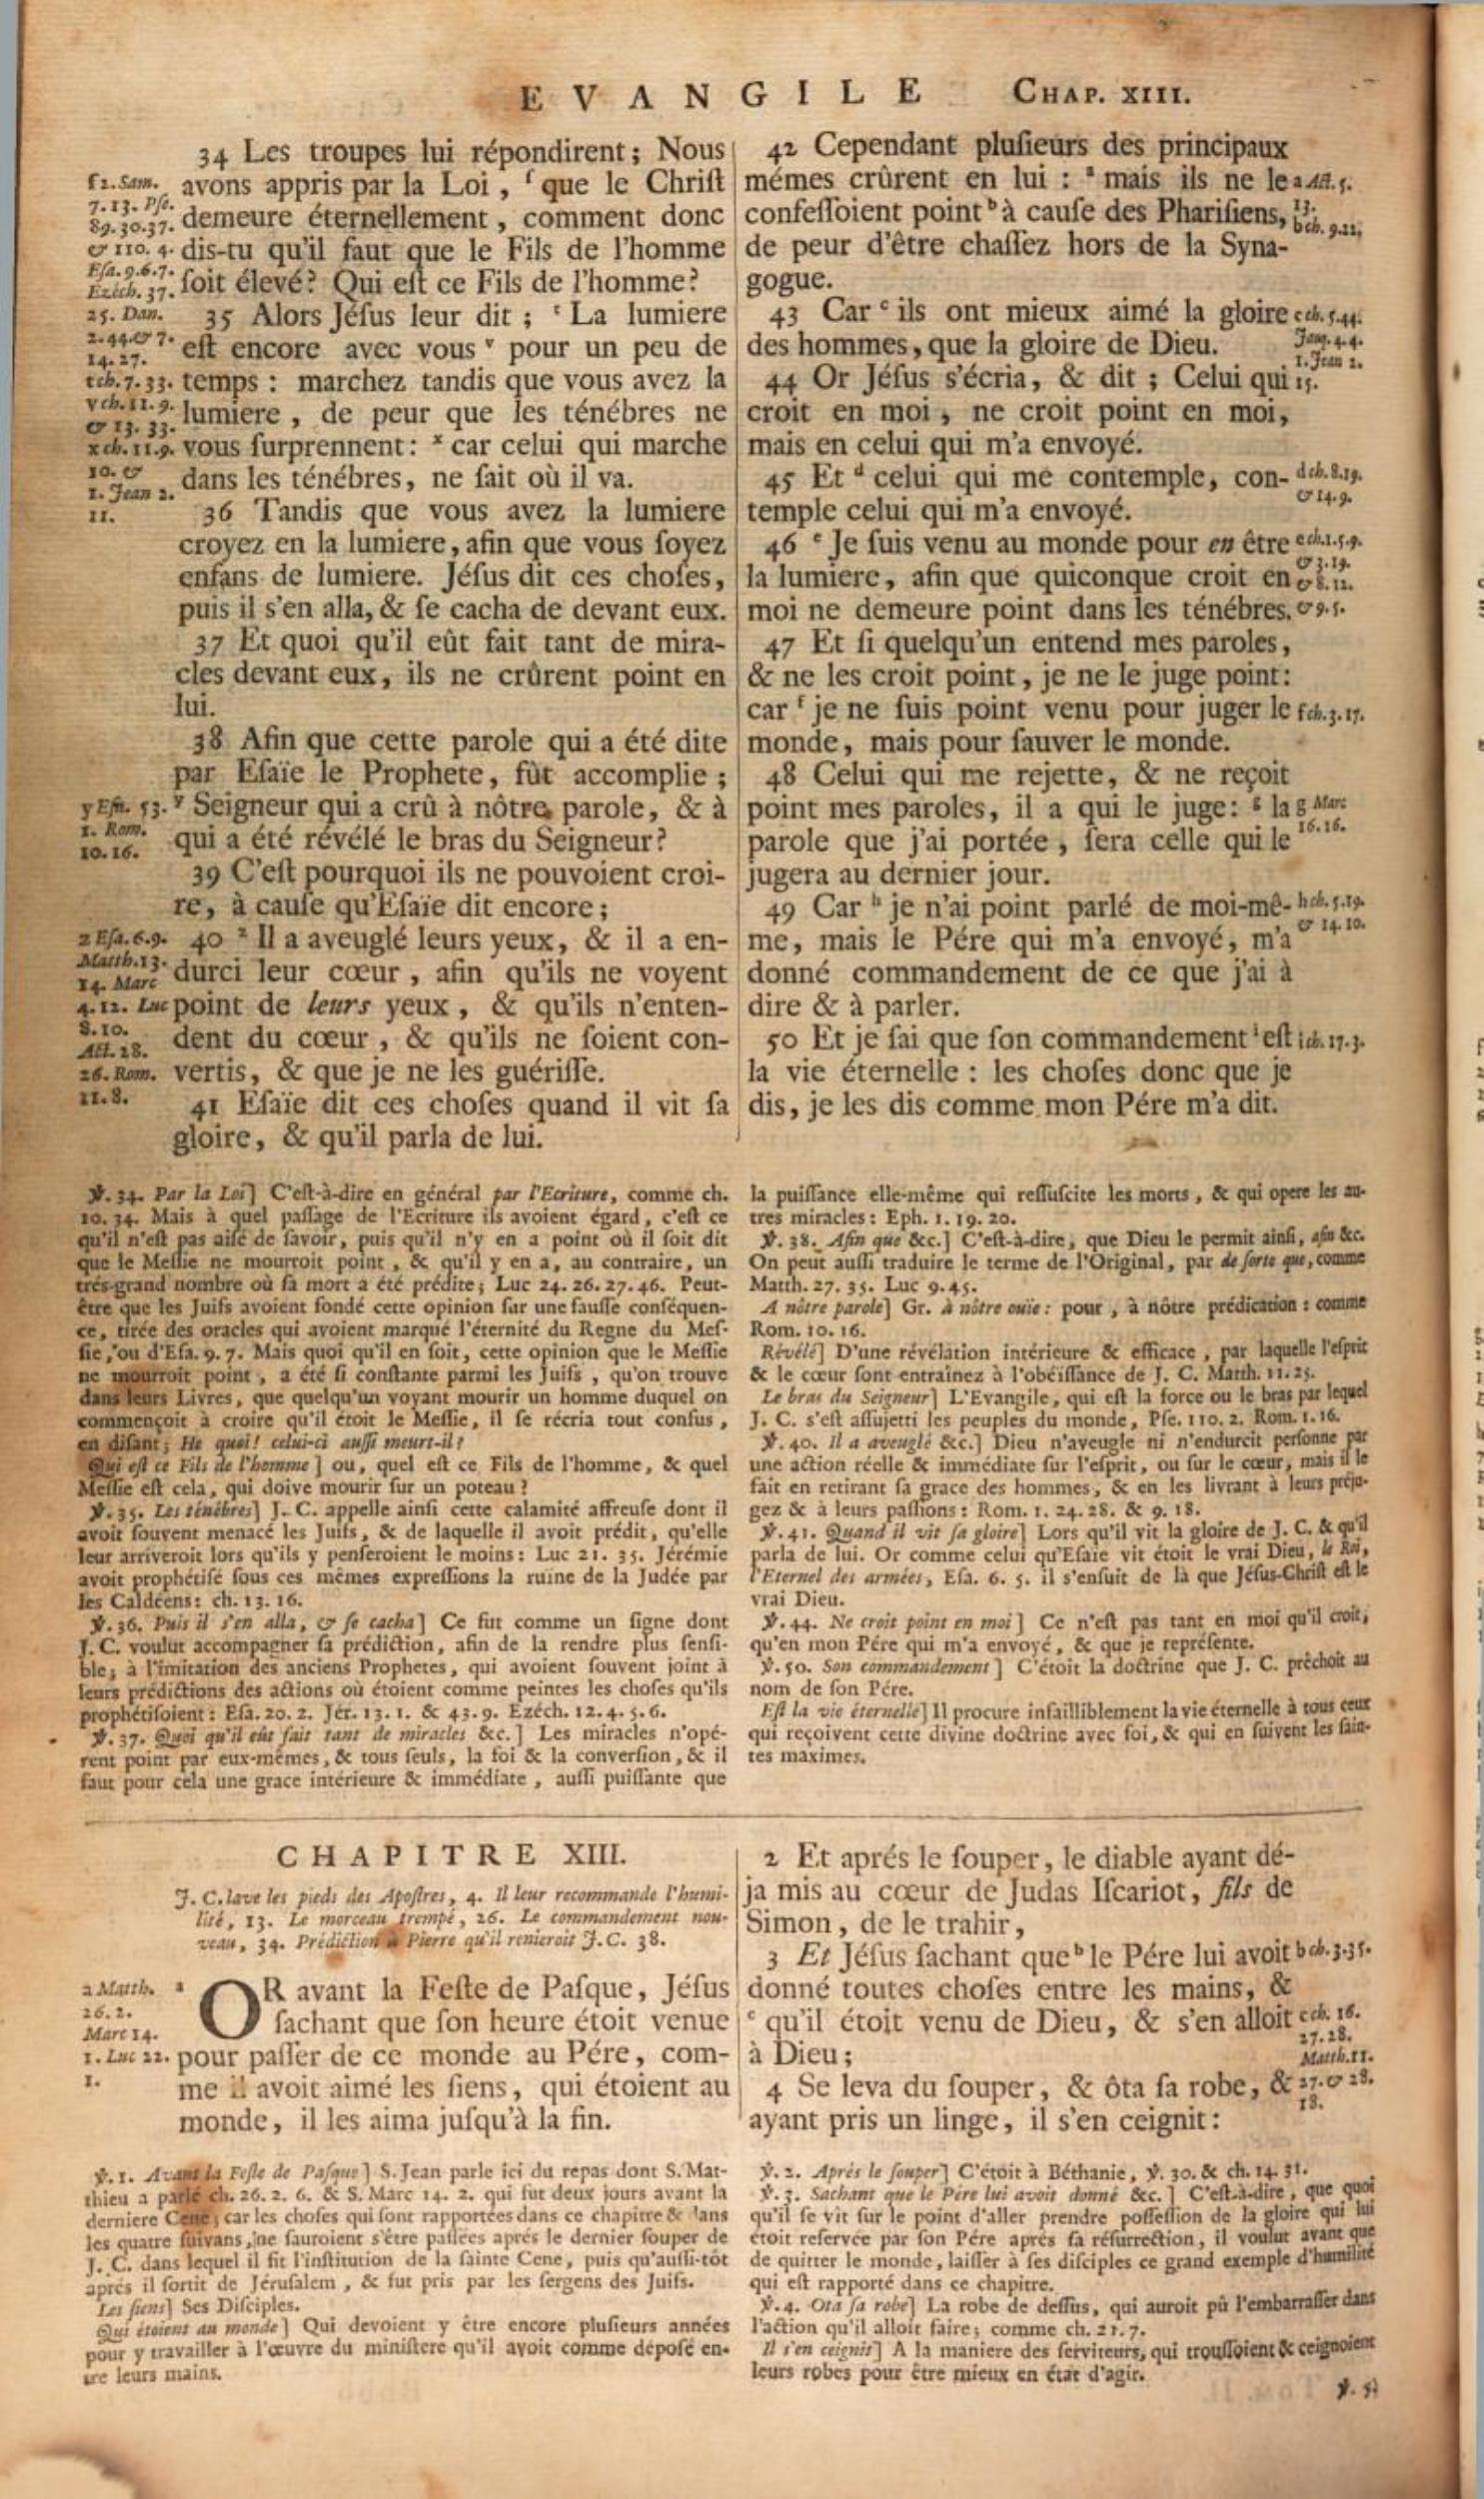 EVANGILE CHAP. XIII.
34 Les troupes lui répondirent; Nous
avons appris par la Loi, ſ que le Chriſt
demeure éternellement, comment donc
dis-tu qu'il faut que le Fils de l'homme
ſoit élevé? Qui eſt ce Fils de l'homme?
35 Alors Jéſus leur dit; ᵗ La lumiere
eſt encore avec vous ᵛ pour un peu de
temps: marchez tandis que vous avez la
lumiere, de peur que les ténébres ne
vous ſurprennent: ˣ car celui qui marche
dans les ténébres, ne ſait où il va.
36 Tandis que vous avez la lumiere
croyez en la lumiere, afin que vous ſoyez
enfans de lumiere. Jéſus dit ces choſes,
puis il s'en alla, & ſe cacha de devant eux.
37 Et quoi qu'il eût fait tant de mira-
cles devant eux, ils ne crûrent point en
lui.
38 Afin que cette parole qui a été dite
par Eſaïe le Prophete, fût accomplie;
ʸ Seigneur qui a crû à nôtre parole, & à
qui a été révélé le bras du Seigneur?
39 C'eſt pourquoi ils ne pouvoient croi-
re, à cauſe qu'Eſaïe dit encore;
40 ᶻ Il a aveuglé leurs yeux, & il a en-
durci leur cœur, afin qu'ils ne voyent
point de leurs yeux, & qu'ils n'enten-
dent du cœur, & qu'ils ne ſoient con-
vertis, & que je ne les guériſſe.
41 Eſaïe dit ces choſes quand il vit ſa
gloire, & qu'il parla de lui.
ſ 2. Sam.
7. 13. Pſe.
89. 30. 37.
& 110. 4.
Eſa. 9. 6. 7.
Ezéch. 37.
25. Dan.
2. 44. & 7.
14. 27.
t ch. 7. 33.
v ch. 11. 9.
& 13. 33.
x ch. 11. 9.
10. &
1. Jean 2.
11.
y Eſa. 53.
1. Rom.
10. 16.
z Eſa. 6. 9.
Matth. 13.
14. Marc
4. 12. Luc
8. 10.
Act. 28.
26. Rom.
11. 8.
42 Cependant pluſieurs des principaux
mémes crûrent en lui: ᵃ mais ils ne le
confeſſoient point ᵇ à cauſe des Phariſiens,
de peur d'être chaſſez hors de la Syna-
gogue.
43 Car ᶜ ils ont mieux aimé la gloire
des hommes, que la gloire de Dieu.
44 Or Jéſus s'écria, & dit; Celui qui
croit en moi, ne croit point en moi,
mais en celui qui m'a envoyé.
45 Et ᵈ celui qui me contemple, con-
temple celui qui m'a envoyé.
46 ᵉ Je ſuis venu au monde pour en être
la lumiere, afin que quiconque croit en
moi ne demeure point dans les ténébres.
47 Et ſi quelqu'un entend mes paroles,
& ne les croit point, je ne le juge point:
car ᶠ je ne ſuis point venu pour juger le
monde, mais pour ſauver le monde.
48 Celui qui me rejette, & ne reçoit
point mes paroles, il a qui le juge: ᵍ la
parole que j'ai portée, ſera celle qui le
jugera au dernier jour.
49 Car ʰ je n'ai point parlé de moi-mê-
me, mais le Pére qui m'a envoyé, m'a
donné commandement de ce que j'ai à
dire & à parler.
50 Et je ſai que ſon commandement ⁱ eſt
la vie éternelle: les choſes donc que je
dis, je les dis comme mon Pére m'a dit.
a Act. 5.
13.
b ch. 9. 22.
c ch. 5. 44.
Jaq. 4. 4.
1. Jean 2.
15.
d ch. 8. 19.
& 14. 9.
e ch. 1. 5. 9.
& 3. 19.
& 8. 12.
& 9. 5.
f ch. 3. 17.
g Marc
16. 16.
h ch. 5. 19.
& 14. 10.
i ch. 17. 3.
℣. 34. Par la Loi] C'eſt-à-dire en général par l'Ecriture, comme ch.
10. 34. Mais à quel paſſage de l'Ecriture ils avoient égard, c'eſt ce
qu'il n'eſt pas aiſé de ſavoir, puis qu'il n'y en a point où il ſoit dit
que le Meſſie ne mourroit point, & qu'il y en a, au contraire, un
trés-grand nombre où ſa mort a été prédite; Luc 24. 26. 27. 46. Peut-
être que les Juifs avoient fondé cette opinion ſur une fauſſe conſéquen-
ce, tirée des oracles qui avoient marqué l'éternité du Regne du Meſ-
ſie, ou d'Eſa. 9. 7. Mais quoi qu'il en ſoit, cette opinion que le Meſſie
ne mourroit point, a été ſi conſtante parmi les Juifs, qu'on trouve
dans leurs Livres, que quelqu'un voyant mourir un homme duquel on
commençoit à croire qu'il étoit le Meſſie, il ſe récria tout confus,
en diſant; He quoi! celui-ci auſſi meurt-il?
Qui eſt ce Fils de l'homme] ou, quel eſt ce Fils de l'homme, & quel
Meſſie eſt cela, qui doive mourir ſur un poteau?
℣. 35. Les ténébres] J. C. appelle ainſi cette calamité affreuſe dont il
avoit ſouvent menacé les Juifs, & de laquelle il avoit prédit, qu'elle
leur arriveroit lors qu'ils y penſeroient le moins: Luc 21. 35. Jérémie
avoit prophétiſé ſous ces mêmes expreſſions la ruïne de la Judée par
les Caldéens: ch. 13. 16.
℣. 36. Puis il s'en alla, & ſe cacha] Ce fut comme un ſigne dont
J. C. voulut accompagner ſa prédiction, afin de la rendre plus ſenſi-
ble; à l'imitation des anciens Prophetes, qui avoient ſouvent joint à
leurs prédictions des actions où étoient comme peintes les choſes qu'ils
prophétiſoient: Eſa. 20. 2. Jér. 13. 1. & 43. 9. Ezéch. 12. 4. 5. 6.
℣. 37. Quoi qu'il eût fait tant de miracles &c.] Les miracles n'opé-
rent point par eux-mêmes, & tous ſeuls, la foi & la converſion, & il
faut pour cela une grace intérieure & immédiate, auſſi puiſſante que
la puiſſance elle-même qui reſſuſcite les morts, & qui opere les au-
tres miracles: Eph. 1. 19. 20.
℣. 38. Afin que &c.] C'eſt-à-dire, que Dieu le permit ainſi, afin &c.
On peut auſſi traduire le terme de l'Original, par de ſorte que, comme
Matth. 27. 35. Luc 9. 45.
A nôtre parole] Gr. à nôtre ouïe: pour, à nôtre prédication: comme
Rom. 10. 16.
Révélé] D'une révélation intérieure & efficace, par laquelle l'eſprit
& le cœur ſont entraînez à l'obéiſſance de J. C. Matth. 11. 25.
Le bras du Seigneur] L'Evangile, qui eſt la force ou le bras par lequel
J. C. s'eſt aſſujetti les peuples du monde, Pſe. 110. 2. Rom. 1. 16.
℣. 40. Il a aveuglé &c.] Dieu n'aveugle ni n'endurcit perſonne par
une action réelle & immédiate ſur l'eſprit, ou ſur le cœur, mais il le
fait en retirant ſa grace des hommes, & en les livrant à leurs préju-
gez & à leurs paſſions: Rom. 1. 24. 28. & 9. 18.
℣. 41. Quand il vit ſa gloire] Lors qu'il vit la gloire de J. C. & qu'il
parla de lui. Or comme celui qu'Eſaïe vit étoit le vrai Dieu, le Roi,
l'Eternel des armées, Eſa. 6. 5. il s'enſuit de là que Jéſus-Chriſt eſt le
vrai Dieu.
℣. 44. Ne croit point en moi] Ce n'eſt pas tant en moi qu'il croit,
qu'en mon Pére qui m'a envoyé, & que je repréſente.
℣. 50. Son commandement] C'étoit la doctrine que J. C. prêchoit au
nom de ſon Pére.
Eſt la vie éternelle] Il procure infailliblement la vie éternelle à tous ceux
qui reçoivent cette divine doctrine avec foi, & qui en ſuivent les ſain-
tes maximes.
CHAPITRE XIII.
J. C. lave les pieds des Apoſtres, 4. Il leur recommande l'humi-
lité, 13. Le morceau trempé, 26. Le commandement nou-
veau, 34. Prédiction à Pierre qu'il renieroit J. C. 38.
ᵃ OR avant la Feſte de Paſque, Jéſus
ſachant que ſon heure étoit venue
pour paſſer de ce monde au Pére, com-
me il avoit aimé les ſiens, qui étoient au
monde, il les aima juſqu'à la fin.
a Matth.
26. 2.
Marc 14.
1. Luc 22.
1.
2 Et aprés le ſouper, le diable ayant dé-
ja mis au cœur de Judas Iſcariot, fils de
Simon, de le trahir,
3 Et Jéſus ſachant que ᵇ le Pére lui avoit
donné toutes choſes entre les mains, &
ᶜ qu'il étoit venu de Dieu, & s'en alloit
à Dieu;
4 Se leva du ſouper, & ôta ſa robe, &
ayant pris un linge, il s'en ceignit:
b ch. 3. 35.
c ch. 16.
27. 28.
Matth. 11.
27. & 28.
18.
℣. 1. Avant la Feſte de Paſque] S. Jean parle ici du repas dont S. Mat-
thieu a parlé ch. 26. 2. 6. & S. Marc 14. 2. qui fut deux jours avant la
derniere Cene; car les choſes qui ſont rapportées dans ce chapitre & dans
les quatre ſuivans, ne ſauroient s'être paſſées aprés le dernier ſouper de
J. C. dans lequel il fit l'inſtitution de la ſainte Cene, puis qu'auſſi-tôt
aprés il ſortit de Jéruſalem, & fut pris par les ſergens des Juifs.
Les ſiens] Ses Diſciples.
Qui étoient au monde] Qui devoient y être encore pluſieurs années
pour y travailler à l'œuvre du miniſtere qu'il avoit comme dépoſé en-
tre leurs mains.
℣. 2. Aprés le ſouper] C'étoit à Béthanie, ℣. 30. & ch. 14. 31.
℣. 3. Sachant que le Pére lui avoit donné &c.] C'eſt-à-dire, que quoi
qu'il ſe vît ſur le point d'aller prendre poſſeſſion de la gloire qui lui
étoit reſervée par ſon Pére aprés ſa réſurrection, il voulut avant que
de quitter le monde, laiſſer à ſes diſciples ce grand exemple d'humilité
qui eſt rapporté dans ce chapitre.
℣. 4. Ota ſa robe] La robe de deſſus, qui auroit pû l'embarraſſer dans
l'action qu'il alloit faire; comme ch. 21. 7.
Il s'en ceignit] A la maniere des ſerviteurs, qui trouſſoient & ceignoient
leurs robes pour être mieux en état d'agir.
℣. 5.